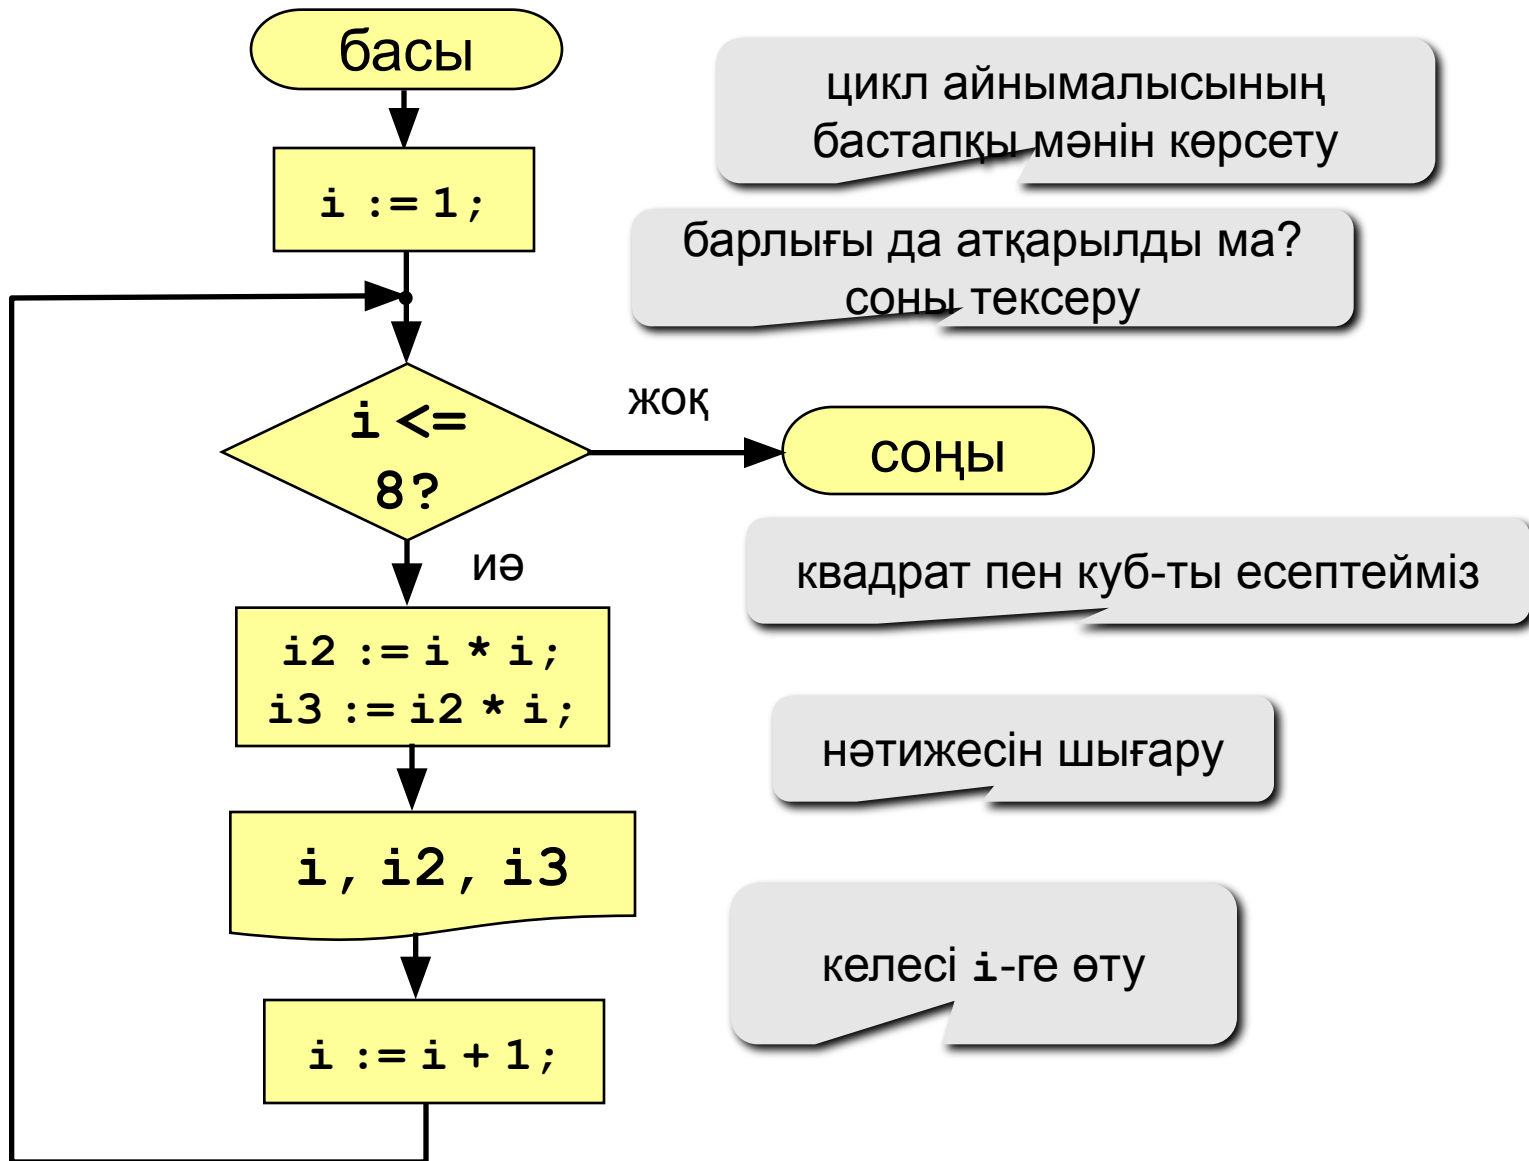 басы
цикл айнымалысының
бастапқы мәнін көрсету
i := 1;
барлығы да атқарылды ма?
соны тексеру
i <=
8?
жоқ
соңы
иә
квадрат пен куб-ты есептейміз
i2 := i * i;
i3 := i2 * i;
нәтижесін шығару
i, i2, i3
келесі i-ге өту
i := i + 1;